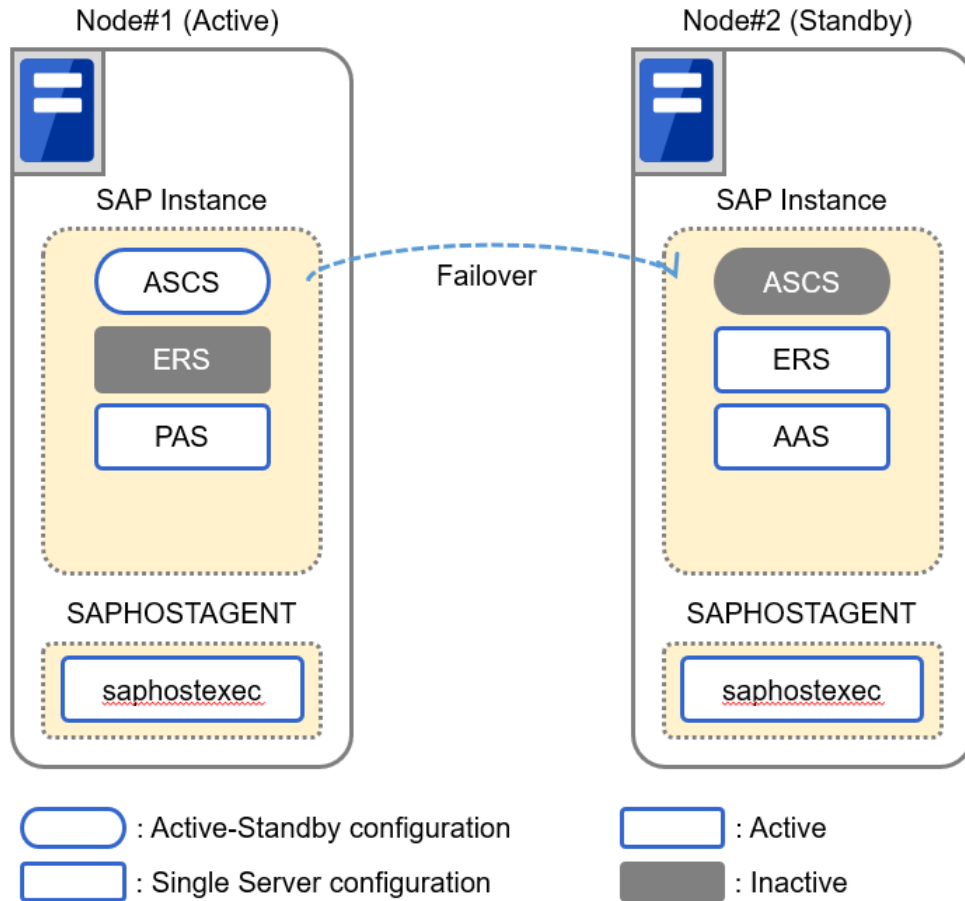 Node#1 (Active)
Node#2 (Standby)
SAP Instance
ASCS
ERS
PAS
Failover
SAP Instance
ASCS
ERS
AAS
SAPHOSTAGENT
saphostexec
SAPHOSTAGENT
saphostexec
: Active-Standby configuration
: Active
: Single Server configuration
: Inactive